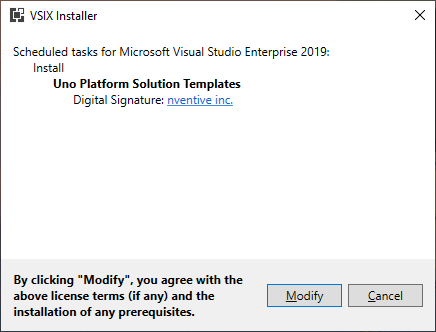 VSIX Installer
Scheduled tasks for Microsoft Visual Studio Enterprise 2019:
Install
Uno Platform Solution Templates
Digital Signature: nventive inc.
By clicking "Modify", you agree with the
above license terms (if any) and the
installation of any prerequisites.
Modify
Cancel